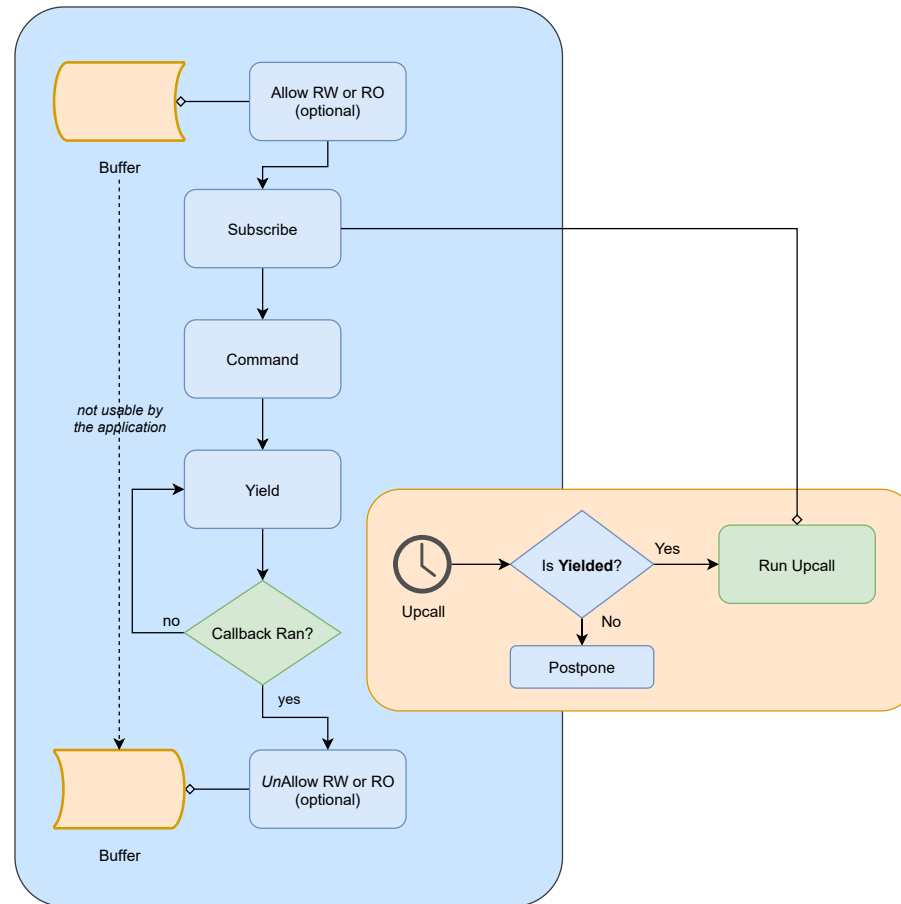 Allow RW or RO
(optional)
Buffer
Subscribe
Command
not usable by
the application
Yield
Is Yielded?
Yes
Run Upcall
Upcall
No
no
Callback Ran?
Postpone
yes
UnAllow RW or RO
(optional)
Buffer